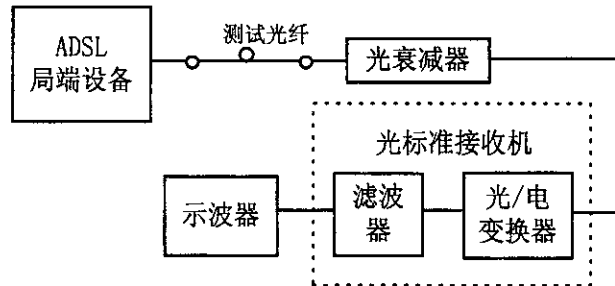 ADSL
局端设备
测试光纤
光衰减器
光标准接收机
示波器
滤波
器
光/电
变换器